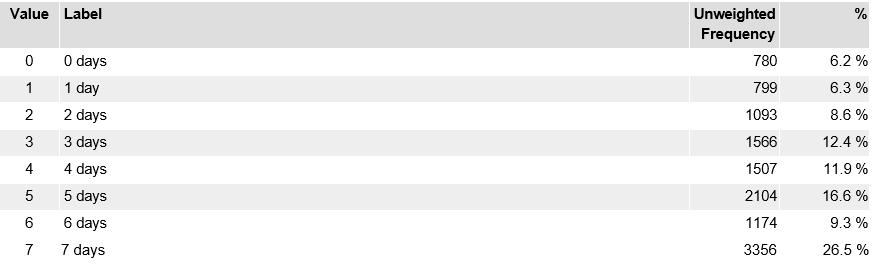 Value Label Unweighted Frequency %
0 0 days 780 6.2 %
1 1 day 799 6.3 %
2 2 days 1093 8.6 %
3 3 days 1566 12.4 %
4 4 days 1507 11.9 %
5 5 days 2104 16.6 %
6 6 days 1174 9.3 %
7 7 days 3356 26.5 %